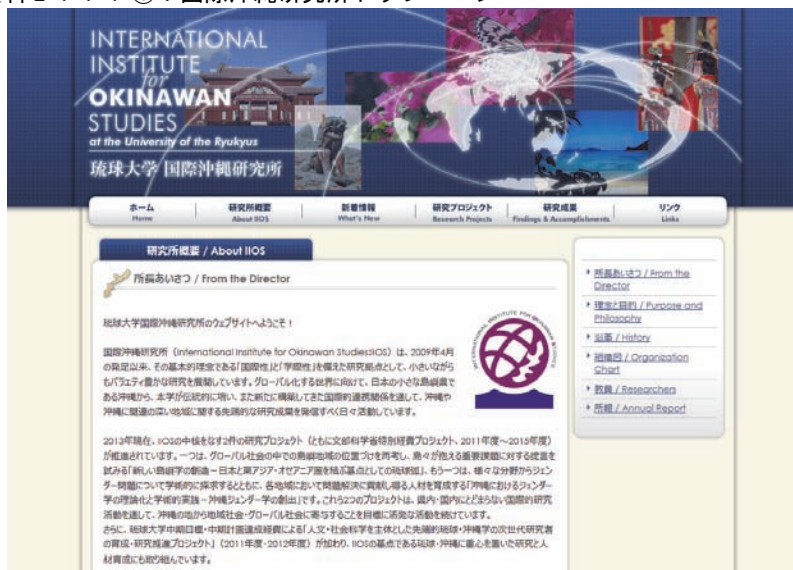 INTERNATIONAL
INSTITUTE
for
OKINAWAN
STUDIES
at the University of the Ryukyus
琉球大学 国際沖縄研究所
ホーム 研究所概要 新着情報 研究プロジェクト 研究成果 リンク
Home About IIOS What's New Research Projects Findings & Accomplishments Links
研究所概要 / About IIOS
所長あいさつ / From the Director
琉球大学国際沖縄研究所のウェブサイトへようこそ！
国際沖縄研究所（International Institute for Okinawan Studies:IIOS）は、2009年4月
の発足以来、その基本的理念である「国際性」と「学際性」を備えた研究拠点として、小さいながら
もバラエティ豊かな研究を展開しています。グローバル化する世界に向けて、日本の小さな島嶼県で
ある沖縄から、本学が伝統的に培い、また新たに構築してきた国際的連携関係を通して、沖縄や
沖縄に関連の深い地域に関する先端的な研究成果を発信すべく日々活動しています。
2013年現在、IIOSの中核をなす2件の研究プロジェクト（ともに文部科学省特別経費プロジェクト、2011年度～2015年度）
が推進されています。一つは、グローバル社会の中での島嶼地域の位置づけを再考し、島々が抱える重要課題に対する提言を
試みる「新しい島嶼学の創造－日本と東アジア・オセアニア圏を結ぶ基点としての琉球弧」、もう一つは、様々な分野からジェン
ダー問題について学術的に探求するとともに、各地域において問題解決に貢献し得る人材を育成する「沖縄におけるジェンダー
学の理論化と学術的実践－沖縄ジェンダー学の創出」です。これら2つのプロジェクトは、県内・国内にとどまらない国際的研究
活動を通して、沖縄の地から地域社会・グローバル社会に寄与することを目標に活発な活動を続けています。
さらに、琉球大学中期目標・中期計画達成経費による「人文・社会科学を主体とした先端的琉球・沖縄学の次世代研究者
の育成・研究推進プロジェクト」（2011年度・2012年度）が加わり、IIOSの基点である琉球・沖縄に重心を置いた研究と人
材育成にも取り組んでいます。
INTERNATIONAL INSTITUTE FOR OKINAWAN STUDIES
所長あいさつ / From the
Director
理念と目的 / Purpose and
Philosophy
沿革 / History
組織図 / Organization
Chart
教員 / Researchers
所報 / Annual Report